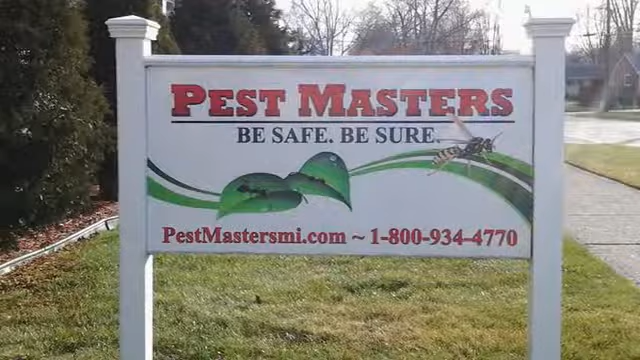 PEST MASTERS
BE SAFE. BE SURE.
PestMastersmi.com ~ 1-800-934-4770